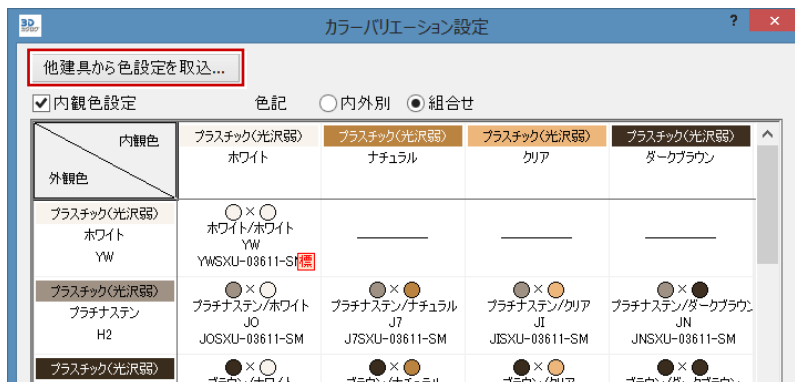 3D
カラーバリエーション設定
?
×
他建具から色設定を取込...
内観色設定
色記
内外別
組合せ
内観色
外観色
プラスチック(光沢弱)
ホワイト
プラスチック(光沢弱)
ナチュラル
プラスチック(光沢弱)
クリア
プラスチック(光沢弱)
ダークブラウン
プラスチック(光沢弱)
ホワイト
YW
×
ホワイト/ホワイト
YW
YWSXU-03611-S
標
プラスチック(光沢弱)
プラチナステン
H2
×
プラチナステン/ホワイト
JO
JOSXU-03611-SM
×
プラチナステン/ナチュラル
J7
J7SXU-03611-SM
×
プラチナステン/クリア
JI
JISXU-03611-SM
×
プラチナステン/ダークブラウン
JN
JNSXU-03611-SM
プラスチック(光沢弱)
×
×
×
×